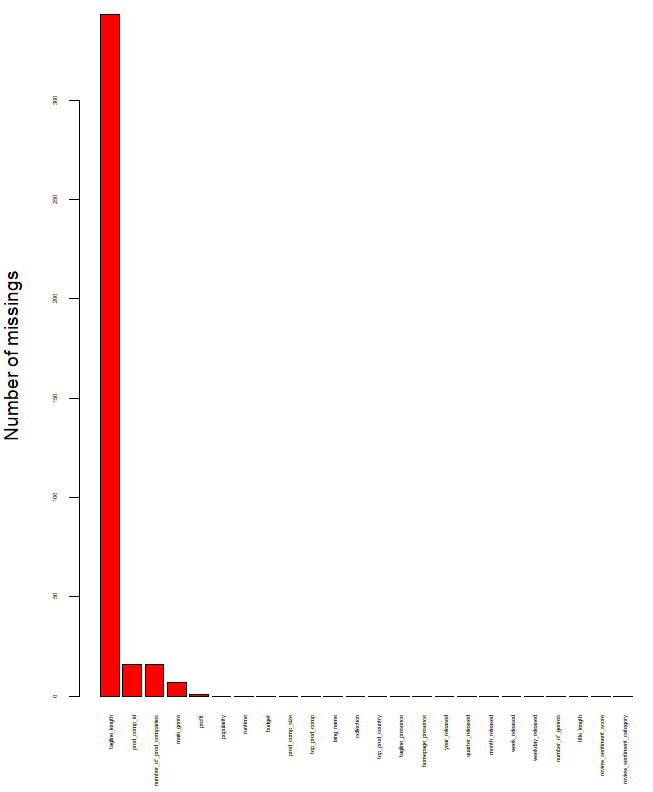 Number of missings
300
250
200
150
100
50
0
tagline_length
prod_comp_id
number_of_prod_companies
main_genre
profit
popularity
runtime
budget
prod_comp_size
top_prod_comp
lang_name
collection
top_prod_country
tagline_presence
homepage_presence
year_released
quarter_released
month_released
week_released
weekday_released
number_of_genres
title_length
review_sentiment_score
review_sentiment_category